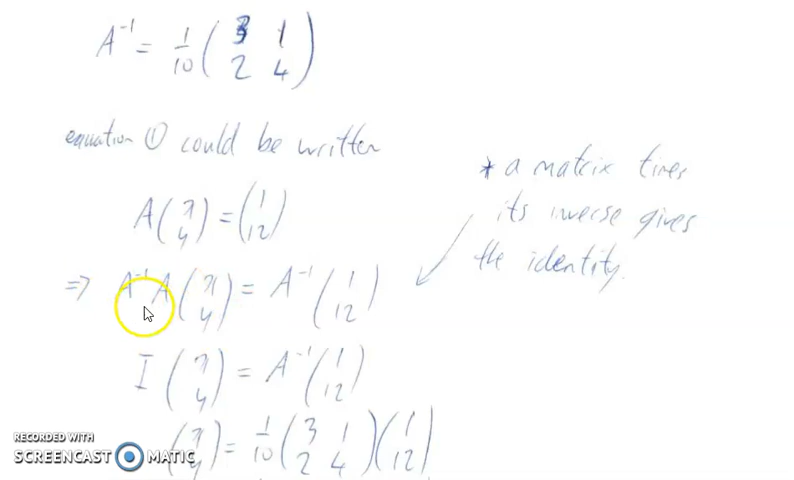 A⁻¹ = 1/10 ( 3 1
2 4 )
equation ① could be written
A ( x
y ) = ( 1
12 )
* a matrix times
its inverse gives
the identity.
⇒ A⁻¹ A ( x
y ) = A⁻¹ ( 1
12 )
I ( x
y ) = A⁻¹ ( 1
12 )
( x
y ) = 1/10 ( 3 1
2 4 ) ( 1
12 )
RECORDED WITH
SCREENCAST MATIC